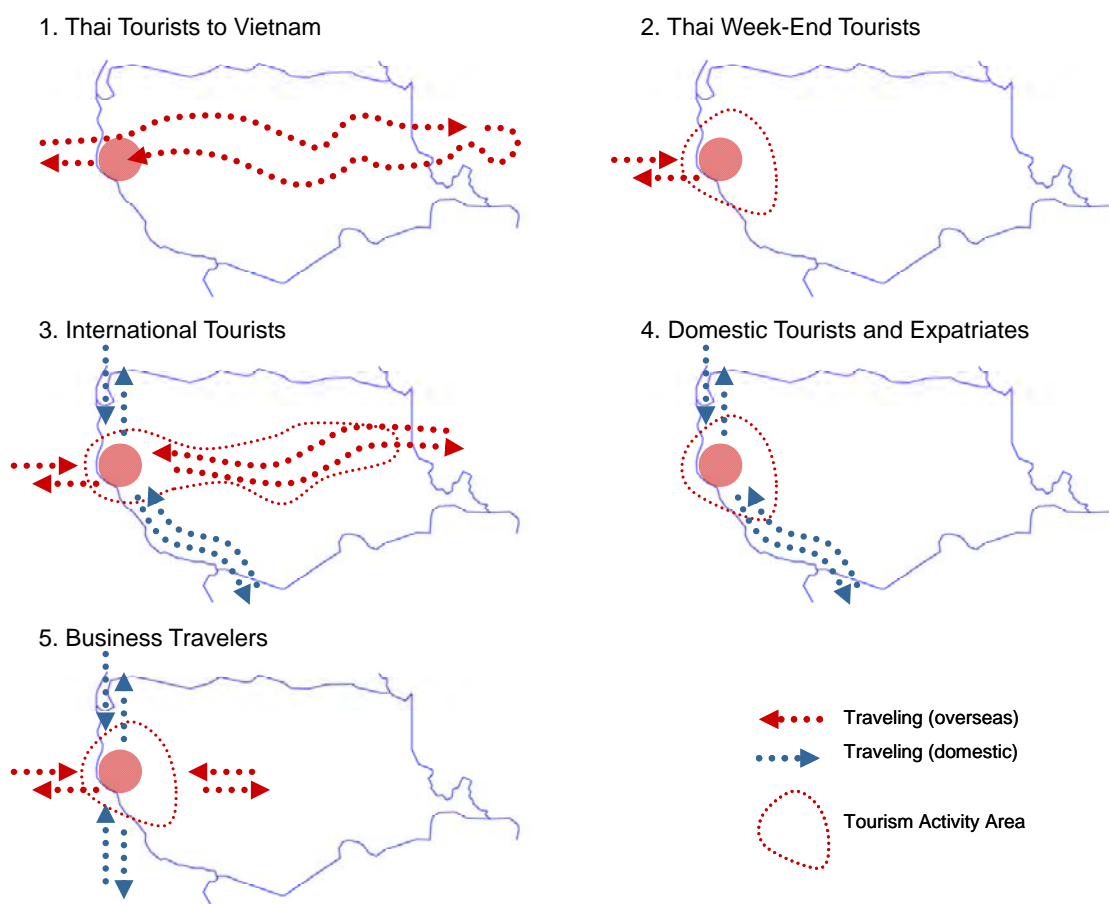 1. Thai Tourists to Vietnam
2. Thai Week-End Tourists
3. International Tourists
4. Domestic Tourists and Expatriates
5. Business Travelers
Traveling (overseas)
Traveling (domestic)
Tourism Activity Area